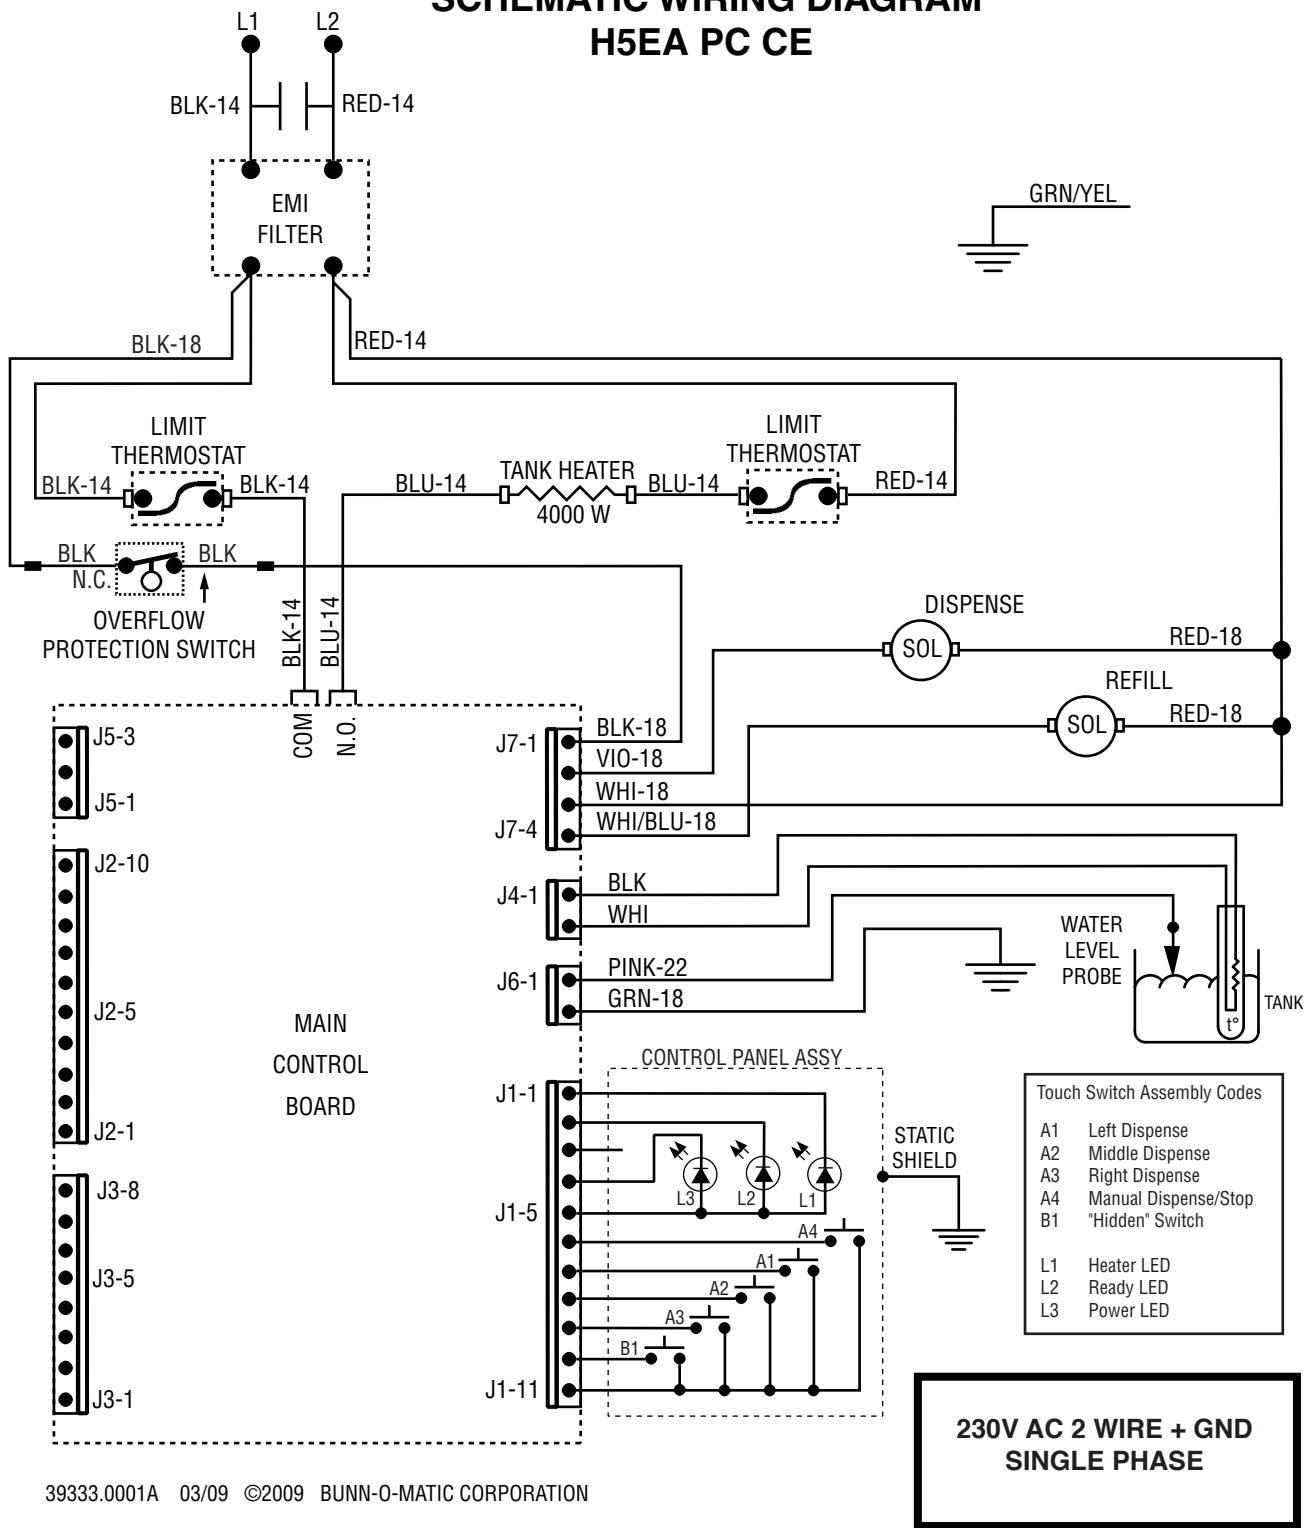 SCHEMATIC WIRING DIAGRAM
H5EA PC CE
L1 L2
BLK-14 RED-14
EMI
FILTER
GRN/YEL
BLK-18 RED-14
LIMIT
THERMOSTAT
LIMIT
THERMOSTAT
BLK-14 BLK-14 BLU-14 TANK HEATER BLU-14 RED-14
4000 W
BLK BLK
N.C.
OVERFLOW
PROTECTION SWITCH
BLK-14
BLU-14
DISPENSE
SOL RED-18
REFILL
SOL RED-18
COM
N.O.
J5-3
J5-1
J2-10
J2-5
J2-1
J3-8
J3-5
J3-1
MAIN
CONTROL
BOARD
J7-1 BLK-18
VIO-18
WHI-18
J7-4 WHI/BLU-18
J4-1 BLK
WHI
J6-1 PINK-22
GRN-18
WATER
LEVEL
PROBE
TANK
t°
CONTROL PANEL ASSY
J1-1
J1-5
J1-11
L3 L2 L1
A4
A1
A2
A3
B1
STATIC
SHIELD
Touch Switch Assembly Codes
A1 Left Dispense
A2 Middle Dispense
A3 Right Dispense
A4 Manual Dispense/Stop
B1 "Hidden" Switch
L1 Heater LED
L2 Ready LED
L3 Power LED
230V AC 2 WIRE + GND
SINGLE PHASE
39333.0001A 03/09 ©2009 BUNN-O-MATIC CORPORATION